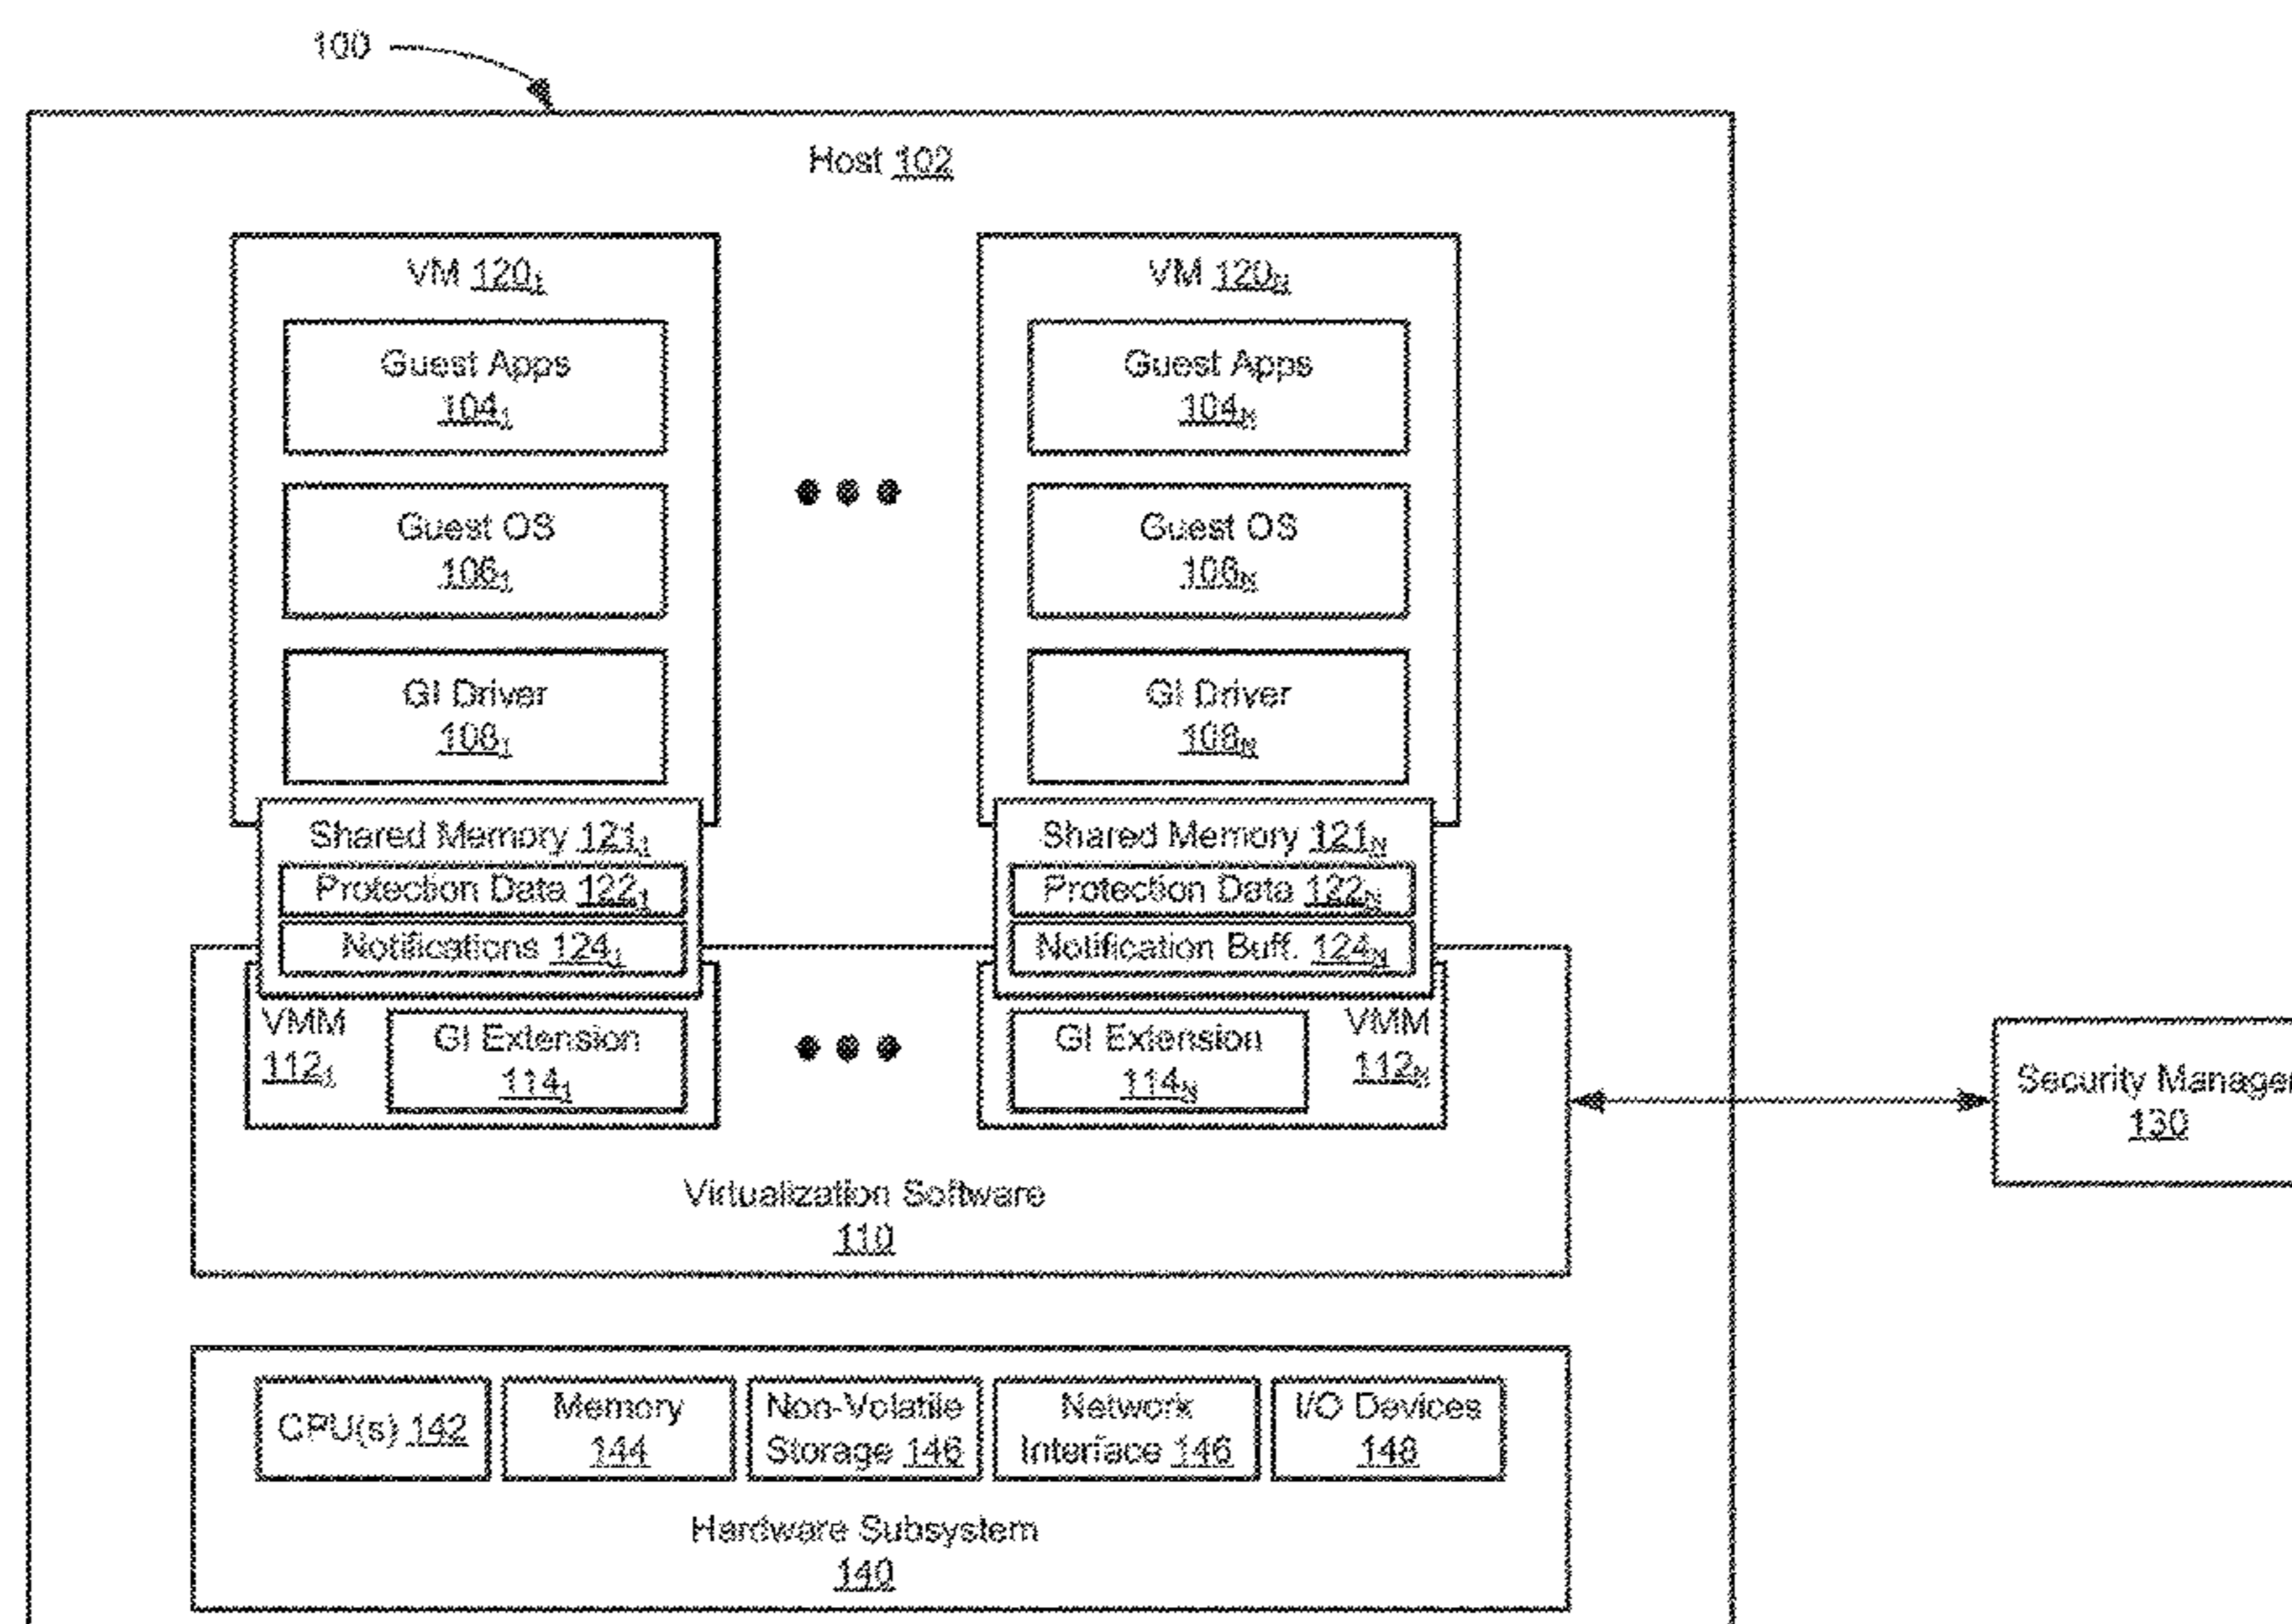 100
Host 102
VM 120₁
Guest Apps
104₁
Guest OS
106₁
GI Driver
108₁
Shared Memory 121₁
Protection Data 122₁
Notifications 124₁
VMM
112₁
GI Extension
114₁
VM 120N
Guest Apps
104N
Guest OS
106N
GI Driver
108N
Shared Memory 121N
Protection Data 122N
Notification Buff. 124N
GI Extension
114N
VMM
112N
Virtualization Software
110
Security Manager
130
CPU(s) 142
Memory
144
Non-Volatile
Storage 146
Network
Interface 146
I/O Devices
148
Hardware Subsystem
140